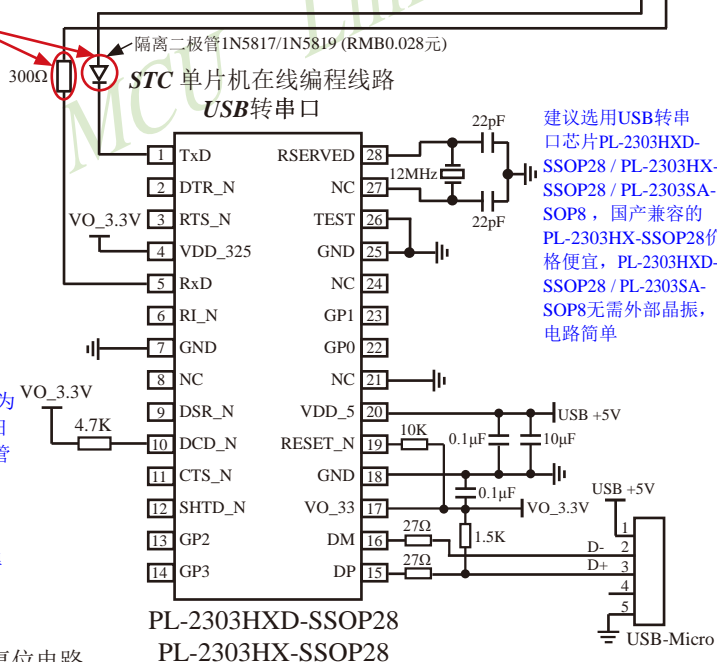 MCU Lim
隔离二极管1N5817/1N5819 (RMB0.028元)
300Ω
STC 单片机在线编程线路
USB转串口
22pF
12MHz
22pF
建议选用USB转串
口芯片PL-2303HXD-
SSOP28 / PL-2303HX-
SSOP28 / PL-2303SA-
SOP8，国产兼容的
PL-2303HX-SSOP28价
格便宜，PL-2303HXD-
SSOP28 / PL-2303SA-
SOP8无需外部晶振，
电路简单
1 TxD RSERVED 28
2 DTR_N NC 27
VO_3.3V 3 RTS_N TEST 26
4 VDD_325 GND 25
5 RxD NC 24
6 RI_N GP1 23
7 GND GP0 22
8 NC NC 21
为 VO_3.3V
9 DSR_N VDD_5 20 USB +5V
4.7K 10 DCD_N RESET_N 19 10K 0.1μF 10μF
管
11 CTS_N GND 18
0.1μF
12 SHTD_N VO_33 17 VO_3.3V
13 GP2 DM 16 27Ω 1.5K
14 GP3 DP 15 27Ω
USB +5V
1
D- 2
D+ 3
4
5
USB-Micro
PL-2303HXD-SSOP28
PL-2303HX-SSOP28
复位电路